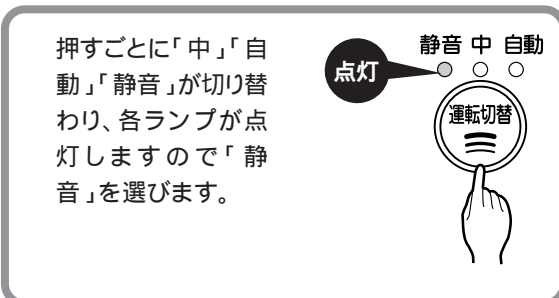 押すごとに「中」「自
動」「静音」が切り替
わり、各ランプが点
灯しますので「静
音」を選びます。
静音 中 自動
点灯
運転切替